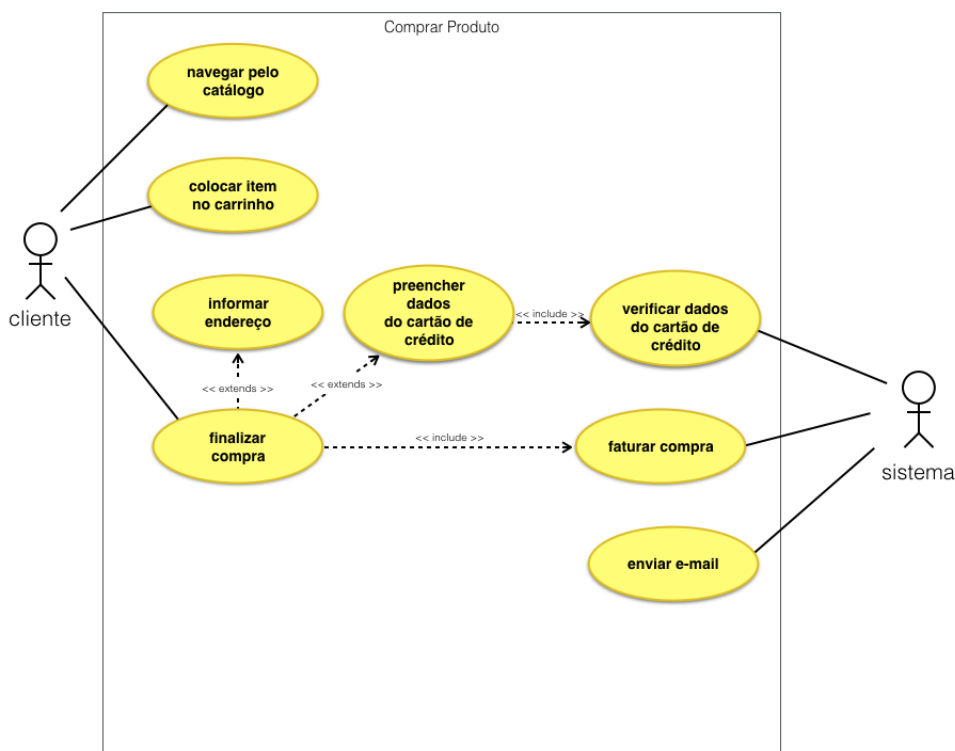 Comprar Produto
navegar pelo
catálogo
colocar item
no carrinho
cliente
informar
endereço
preencher
dados
do cartão de
crédito
<< include >>
verificar dados
do cartão de
crédito
<< extends >>
<< extends >>
finalizar
compra
<< include >>
faturar compra
sistema
enviar e-mail